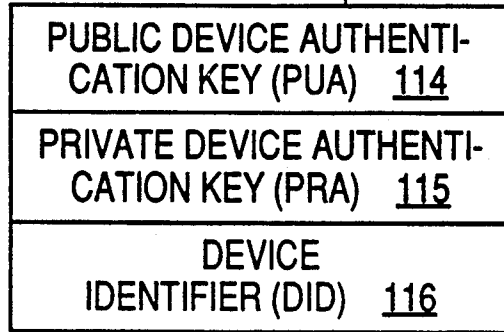 PUBLIC DEVICE AUTHENTI-
CATION KEY (PUA) 114
PRIVATE DEVICE AUTHENTI-
CATION KEY (PRA) 115
DEVICE
IDENTIFIER (DID) 116